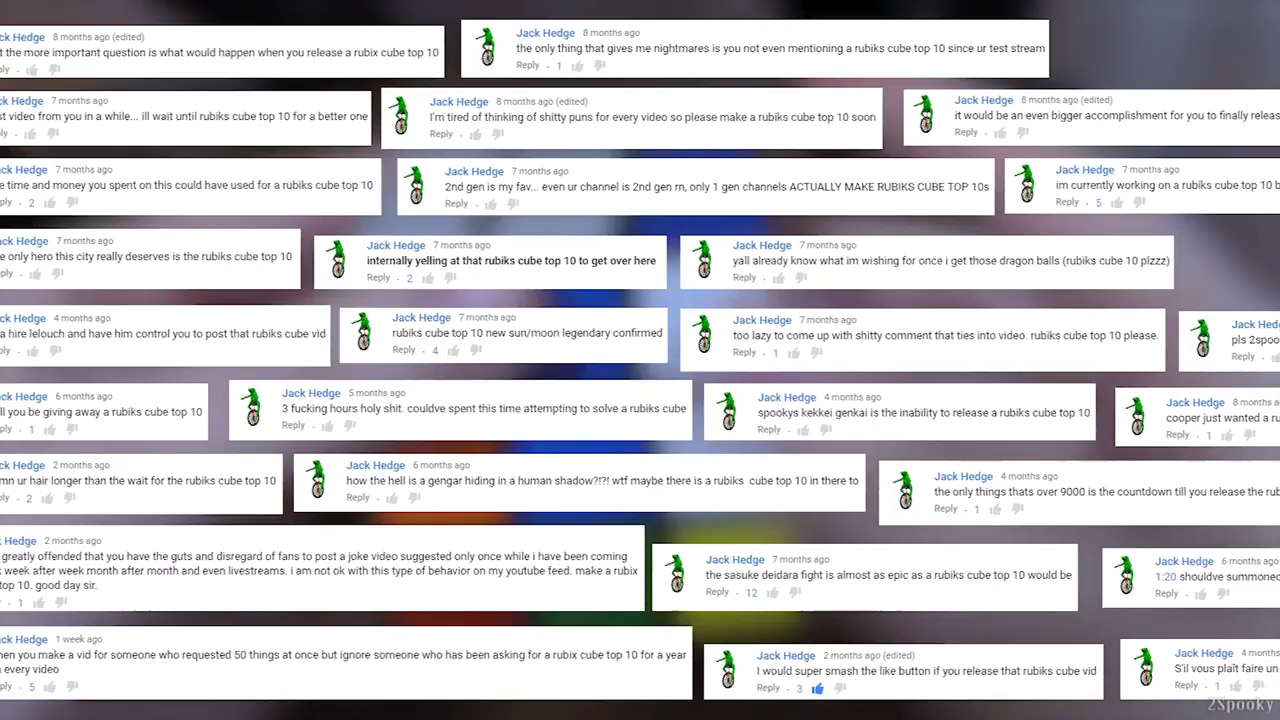 ck Hedge 8 months ago (edited)
t the more important question is what would happen when you release a rubix cube top 10
ply
Jack Hedge 8 months ago
the only thing that gives me nightmares is you not even mentioning a rubiks cube top 10 since ur test stream
Reply · 1
ck Hedge 7 months ago
st video from you in a while... ill wait until rubiks cube top 10 for a better one
ply
Jack Hedge 8 months ago (edited)
I'm tired of thinking of shitty puns for every video so please make a rubiks cube top 10 soon
Reply
Jack Hedge 8 months ago (edited)
it would be an even bigger accomplishment for you to finally releas
Reply
ck Hedge 7 months ago
e time and money you spent on this could have used for a rubiks cube top 10
ply · 2
Jack Hedge 7 months ago
2nd gen is my fav... even ur channel is 2nd gen rn, only 1 gen channels ACTUALLY MAKE RUBIKS CUBE TOP 10s
Reply
Jack Hedge 7 months ago
im currently working on a rubiks cube top 10 b
Reply · 5
ck Hedge 7 months ago
e only hero this city really deserves is the rubiks cube top 10
ply
Jack Hedge 7 months ago
internally yelling at that rubiks cube top 10 to get over here
Reply · 2
Jack Hedge 7 months ago
yall already know what im wishing for once i get those dragon balls (rubiks cube 10 plzzz)
Reply
ck Hedge 4 months ago
a hire lelouch and have him control you to post that rubiks cube vid
ply
Jack Hedge 7 months ago
rubiks cube top 10 new sun/moon legendary confirmed
Reply · 4
Jack Hedge 7 months ago
too lazy to come up with shitty comment that ties into video. rubiks cube top 10 please.
Reply · 1
Jack Hedg
pls 2spoo
Reply
ck Hedge 6 months ago
ll you be giving away a rubiks cube top 10
ply · 1
Jack Hedge 5 months ago
3 fucking hours holy shit. couldve spent this time attempting to solve a rubiks cube
Reply
Jack Hedge 4 months ago
spookys kekkei genkai is the inability to release a rubiks cube top 10
Reply
Jack Hedge 8 months a
cooper just wanted a ru
Reply · 1
ck Hedge 2 months ago
mn ur hair longer than the wait for the rubiks cube top 10
ply · 2
Jack Hedge 6 months ago
how the hell is a gengar hiding in a human shadow?!?! wtf maybe there is a rubiks cube top 10 in there to
Reply
Jack Hedge 4 months ago
the only things thats over 9000 is the countdown till you release the rub
Reply · 1
ck Hedge 2 months ago
greatly offended that you have the guts and disregard of fans to post a joke video suggested only once while i have been coming
k week after week month after month and even livestreams. i am not ok with this type of behavior on my youtube feed. make a rubix
top 10. good day sir.
· 1
Jack Hedge 7 months ago
the sasuke deidara fight is almost as epic as a rubiks cube top 10 would be
Reply · 12
Jack Hedge 6 months ago
1:20 shouldve summoned
Reply
ck Hedge 1 week ago
hen you make a vid for someone who requested 50 things at once but ignore someone who has been asking for a rubix cube top 10 for a year
n every video
ply · 5
Jack Hedge 2 months ago (edited)
I would super smash the like button if you release that rubiks cube vid
Reply · 3
Jack Hedge 4 months
S'il vous plaît faire un
Reply · 1
2Spooky